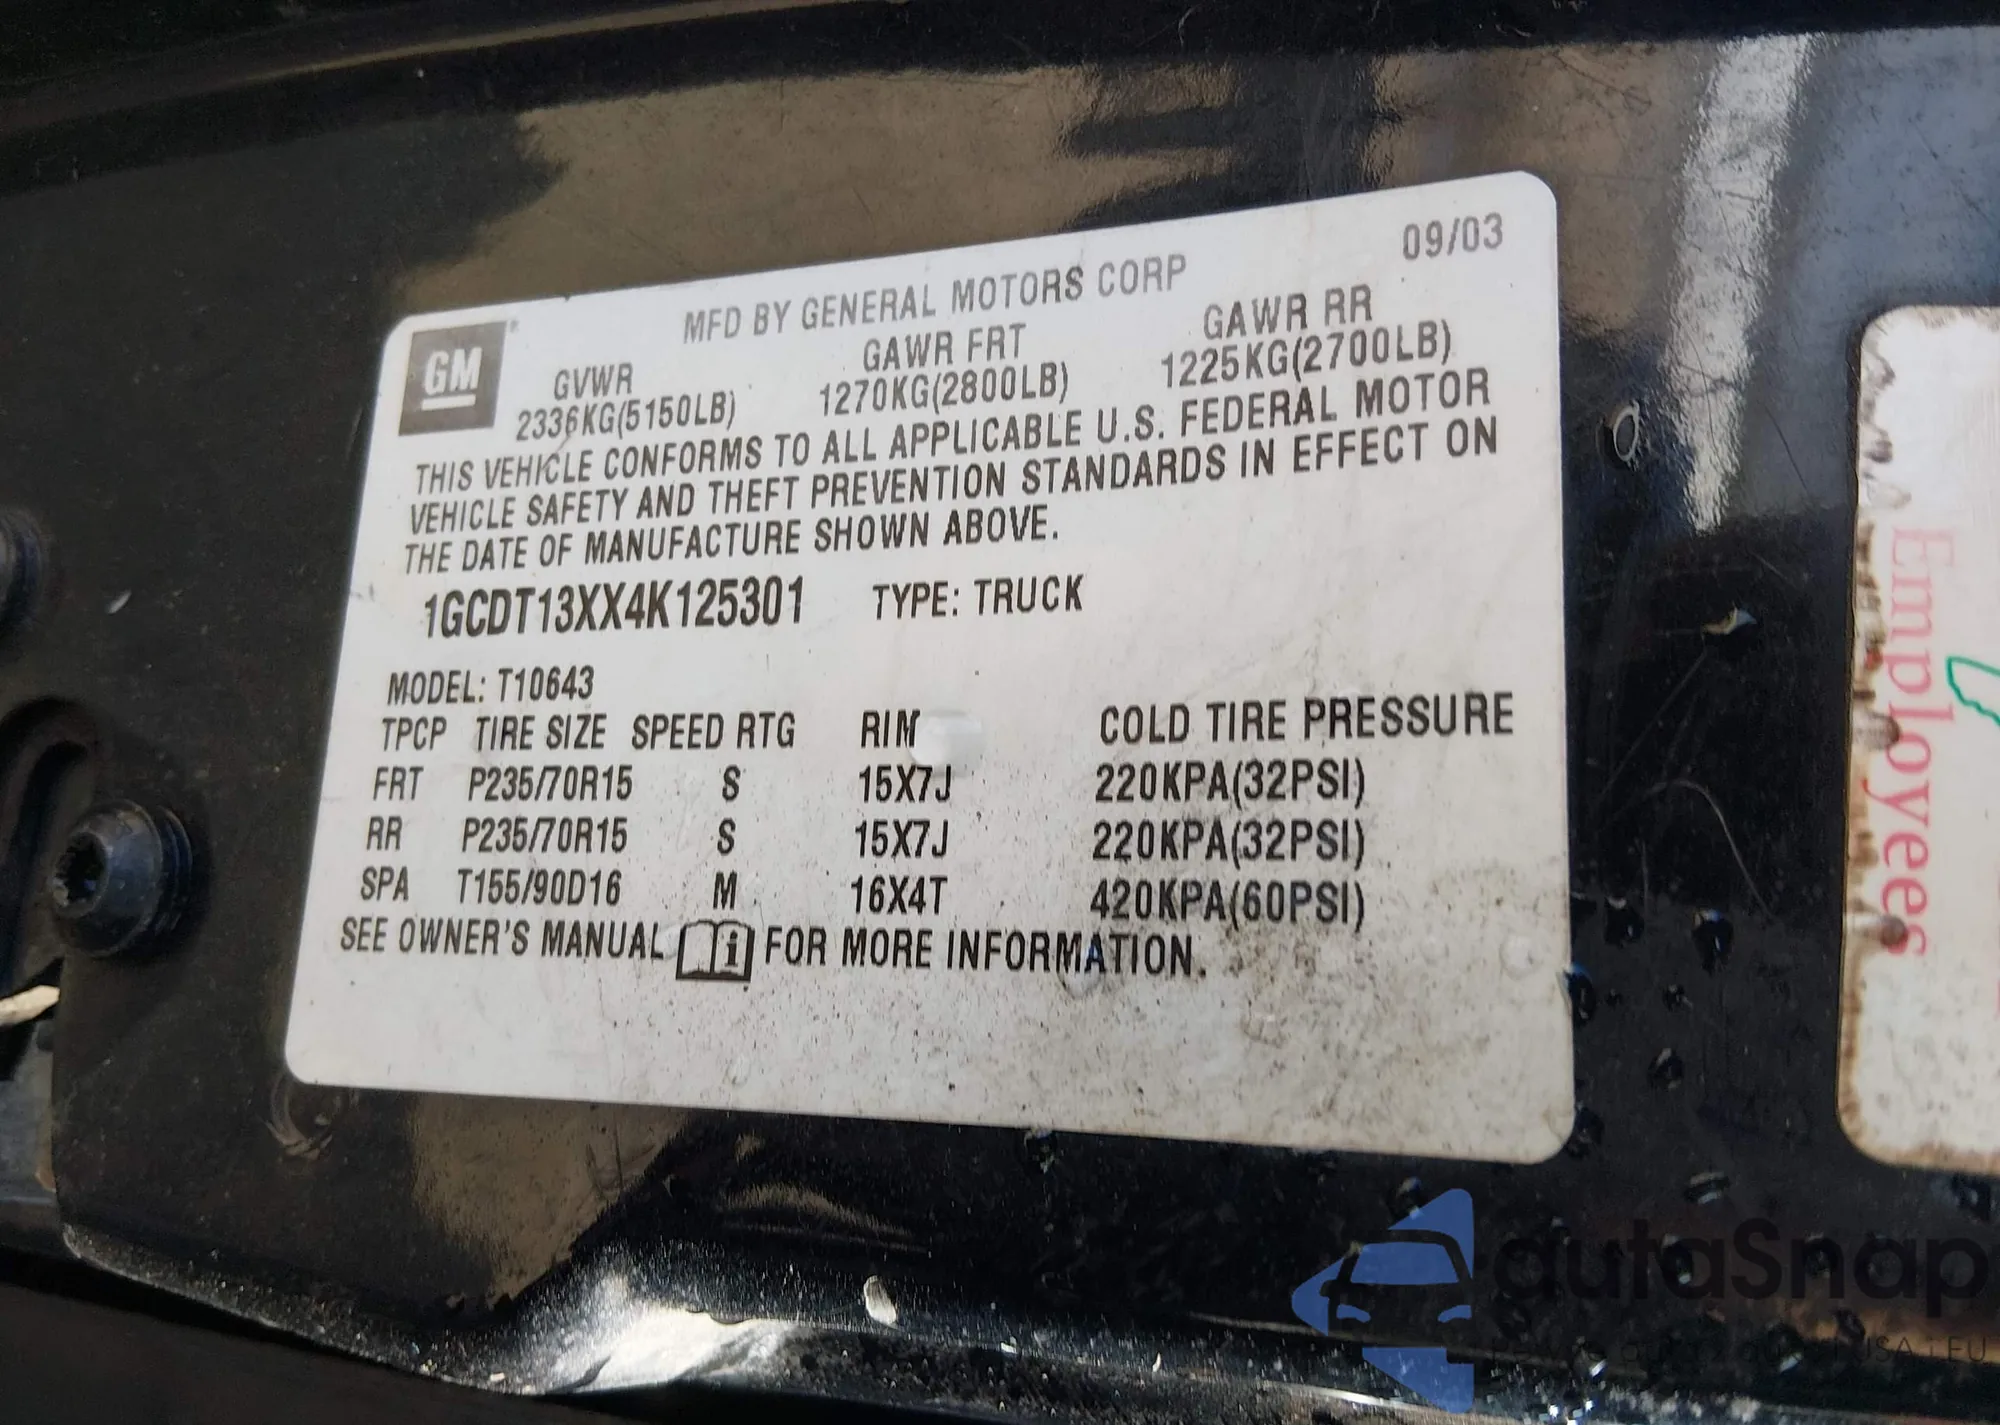 09/03
MFD BY GENERAL MOTORS CORP
GM
GVWR GAWR FRT GAWR RR
2336KG(5150LB) 1270KG(2800LB) 1225KG(2700LB)
THIS VEHICLE CONFORMS TO ALL APPLICABLE U.S. FEDERAL MOTOR
VEHICLE SAFETY AND THEFT PREVENTION STANDARDS IN EFFECT ON
THE DATE OF MANUFACTURE SHOWN ABOVE.
1GCDT13XX4K125301 TYPE: TRUCK
MODEL: T10643
TPCP TIRE SIZE SPEED RTG RIM COLD TIRE PRESSURE
FRT P235/70R15 S 15X7J 220KPA(32PSI)
RR P235/70R15 S 15X7J 220KPA(32PSI)
SPA T155/90D16 M 16X4T 420KPA(60PSI)
SEE OWNER'S MANUAL FOR MORE INFORMATION.
Employees
autaSnap